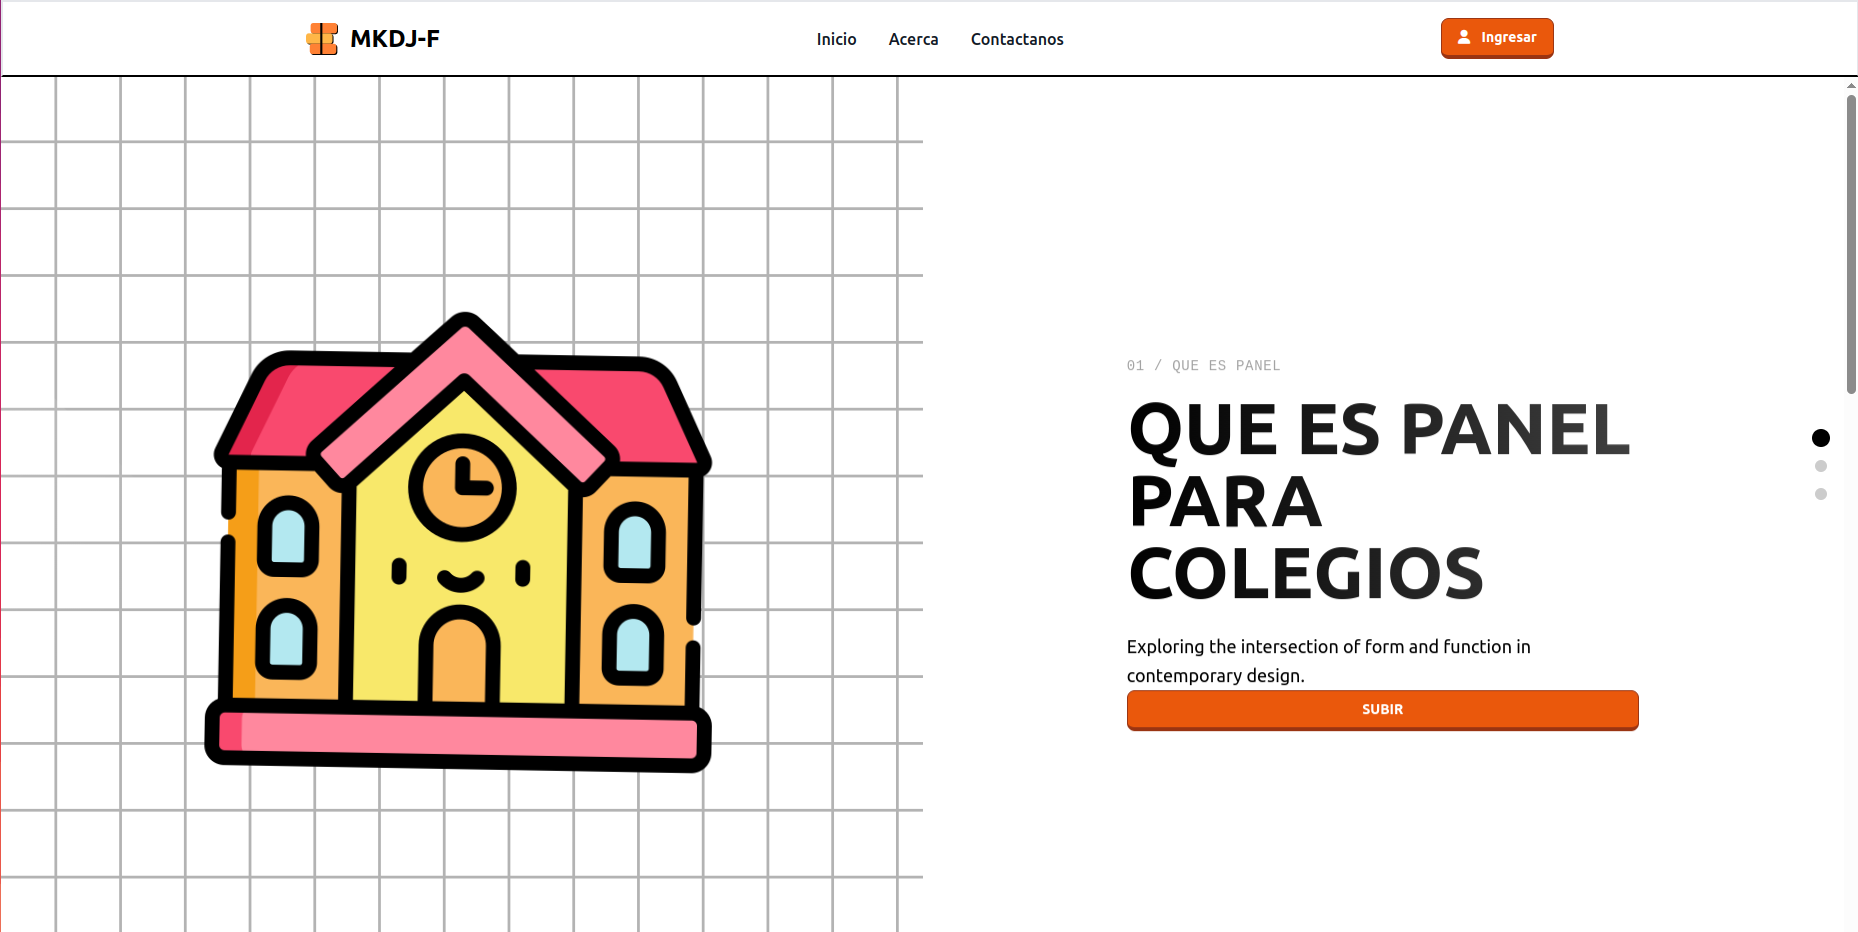 MKDJ-F
Inicio Acerca Contactanos
Ingresar
01 / QUE ES PANEL
QUE ES PANEL
PARA
COLEGIOS
Exploring the intersection of form and function in
contemporary design.
SUBIR